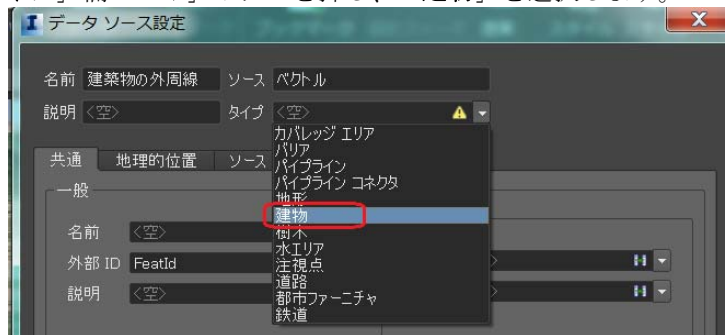 データ ソース設定
名前 建築物の外周線 ソース ベクトル
説明 <空> タイプ <空>
カバレッジ エリア
バリア
パイプライン
パイプライン コネクタ
地形
建物
樹木
水エリア
注視点
道路
都市ファーニチャ
鉄道
共通 地理的位置 ソース
一般
名前 <空>
外部 ID FeatId
説明 <空>